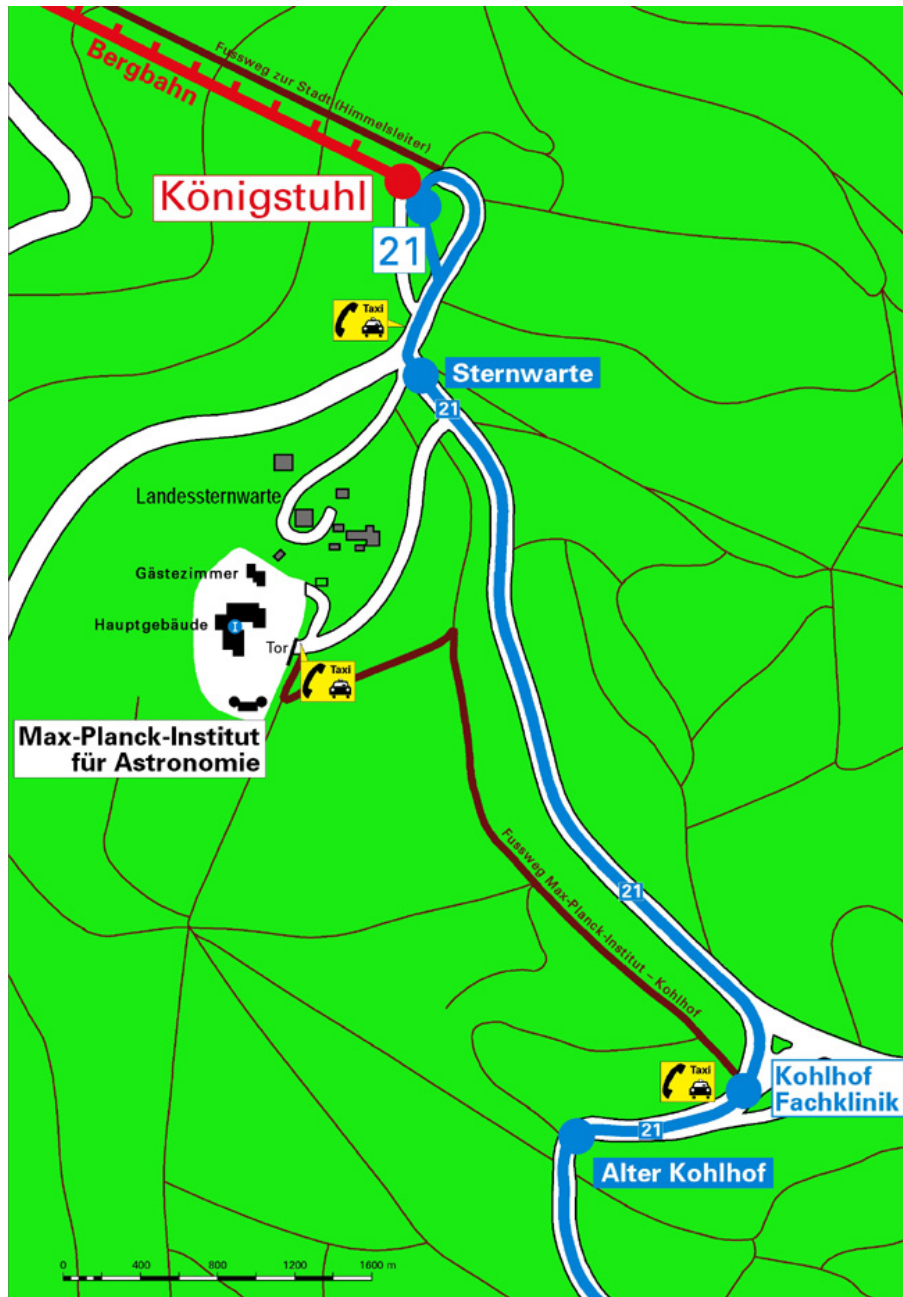 Fussweg zur Stadt (Himmelsleiter)
Bergbahn
Königstuhl
21
Taxi
Sternwarte
21
Landessternwarte
Gästezimmer
Hauptgebäude
I
Tor
Taxi
Max-Planck-Institut
für Astronomie
21
Fussweg Max-Planck-Institut – Kohlhof
Taxi
Kohlhof
Fachklinik
21
Alter Kohlhof
0 400 800 1200 1600 m